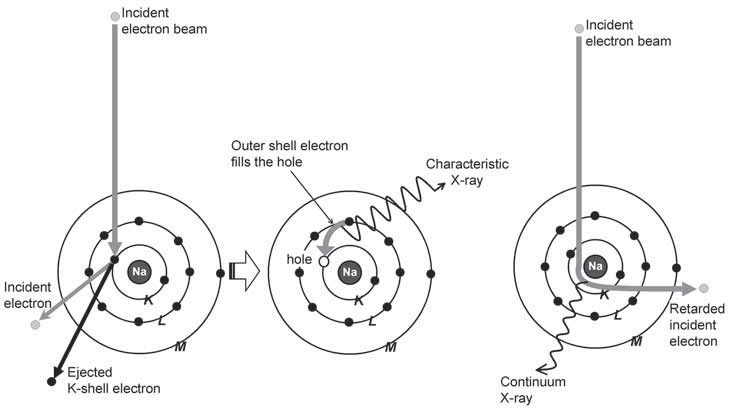 Incident
electron beam
Na
K
L
M
Incident
electron
Ejected
K-shell electron
Outer shell electron
fills the hole
Characteristic
X-ray
hole
Na
K
L
M
Incident
electron beam
Na
K
L
M
Retarded
incident
electron
Continuum
X-ray